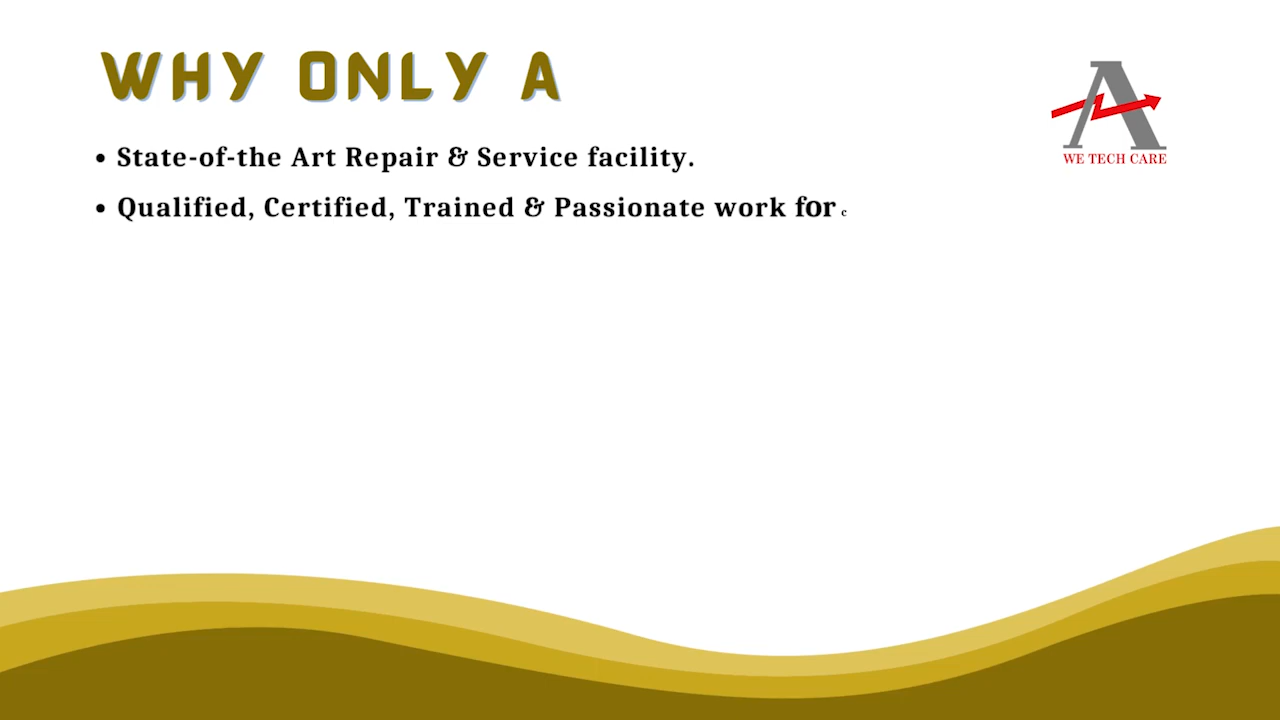 WHY ONLY A
• State-of-the Art Repair & Service facility.
• Qualified, Certified, Trained & Passionate work for c
A
WE TECH CARE